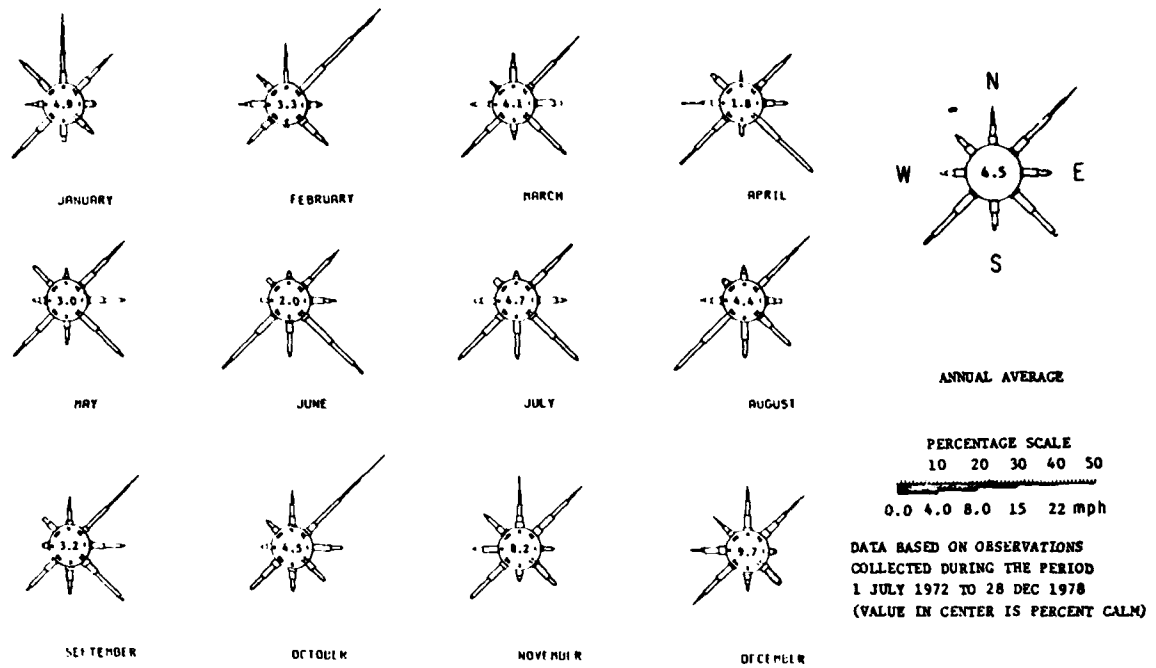 4.9
3.3
4.1
1.8
N
W
4.5
E
S
JANUARY
FEBRUARY
MARCH
APRIL
3.0
2.0
4.7
4.4
MAY
JUNE
JULY
AUGUST
ANNUAL AVERAGE
PERCENTAGE SCALE
10 20 30 40 50
0.0 4.0 8.0 15 22 mph
3.2
4.5
8.2
9.7
DATA BASED ON OBSERVATIONS
COLLECTED DURING THE PERIOD
1 JULY 1972 TO 28 DEC 1978
(VALUE IN CENTER IS PERCENT CALM)
SEPTEMBER
OCTOBER
NOVEMBER
DECEMBER